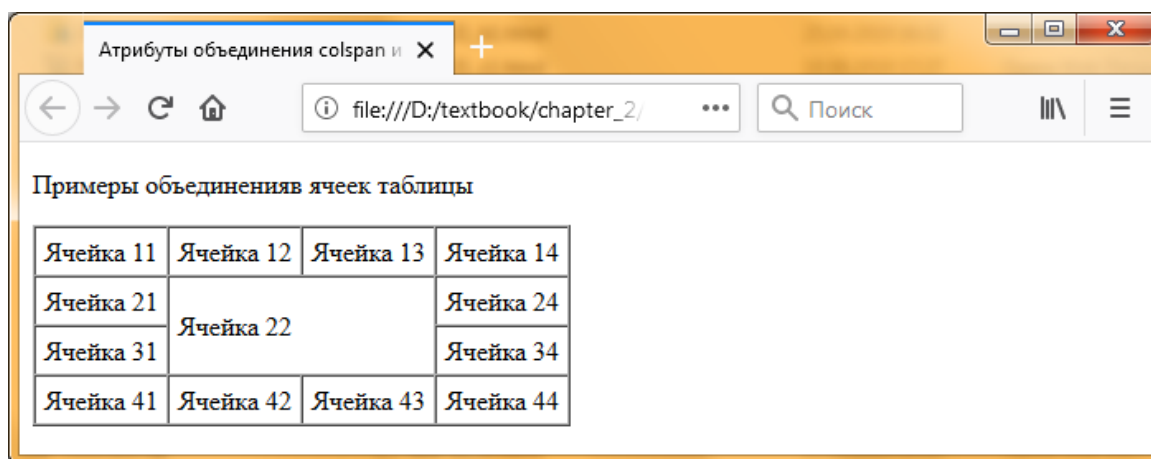 Атрибуты объединения colspan и
file:///D:/textbook/chapter_2/
Поиск
Примеры объединенияв ячеек таблицы
Ячейка 11 Ячейка 12 Ячейка 13 Ячейка 14
Ячейка 21 Ячейка 22 Ячейка 24
Ячейка 31 Ячейка 34
Ячейка 41 Ячейка 42 Ячейка 43 Ячейка 44